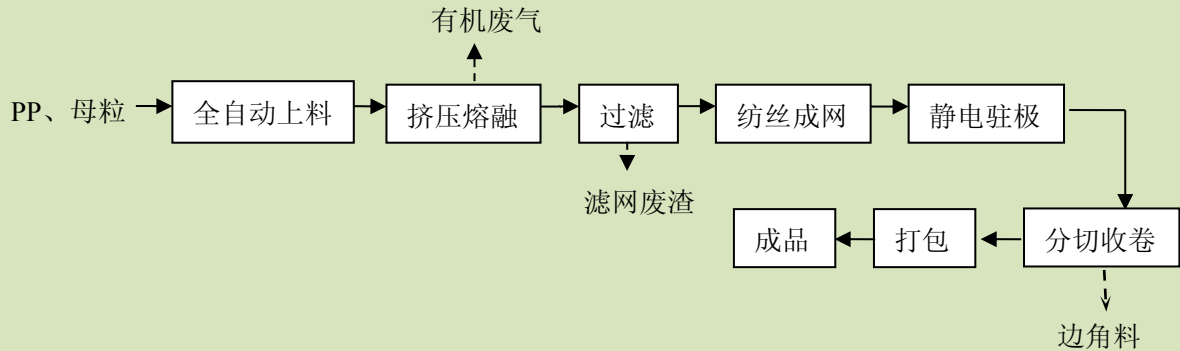 有机废气
PP、母粒
全自动上料
挤压熔融
过滤
纺丝成网
静电驻极
滤网废渣
成品
打包
分切收卷
边角料